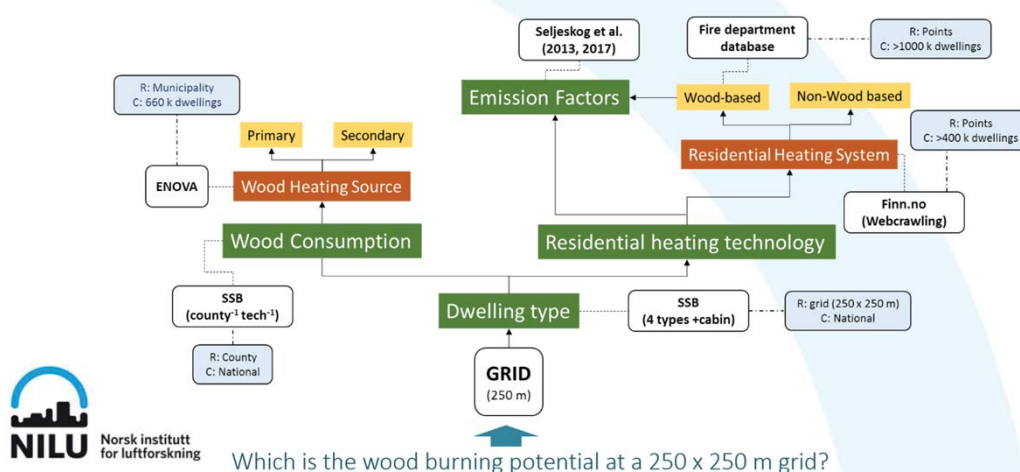 Seljeskog et al.
(2013, 2017)
Fire department
database
R: Points
C: >1000 k dwellings
R: Municipality
C: 660 k dwellings
Emission Factors
Wood-based
Non-Wood based
Primary
Secondary
R: Points
C: >400 k dwellings
Residential Heating System
ENOVA
Wood Heating Source
Finn.no
(Webcrawling)
Wood Consumption
Residential heating technology
SSB
(county⁻¹ tech⁻¹)
Dwelling type
SSB
(4 types +cabin)
R: grid (250 x 250 m)
C: National
R: County
C: National
GRID
(250 m)
NILU
Norsk institutt
for luftforskning
Which is the wood burning potential at a 250 x 250 m grid?